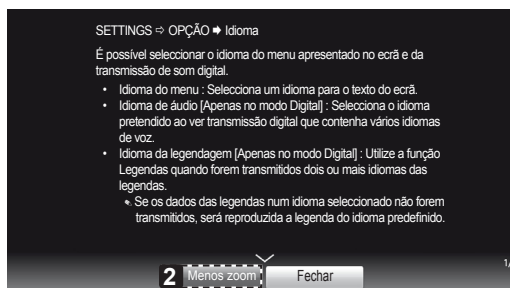 SETTINGS ⇨ OPÇÃO ➡ Idioma
É possível seleccionar o idioma do menu apresentado no ecrã e da
transmissão de som digital.
• Idioma do menu : Selecciona um idioma para o texto do ecrã.
• Idioma de áudio [Apenas no modo Digital] : Selecciona o idioma
pretendido ao ver transmissão digital que contenha vários idiomas
de voz.
• Idioma da legendagem [Apenas no modo Digital] : Utilize a função
Legendas quando forem transmitidos dois ou mais idiomas das
legendas.
Se os dados das legendas num idioma seleccionado não forem
transmitidos, será reproduzida a legenda do idioma predefinido.
1/
2 Menos zoom Fechar